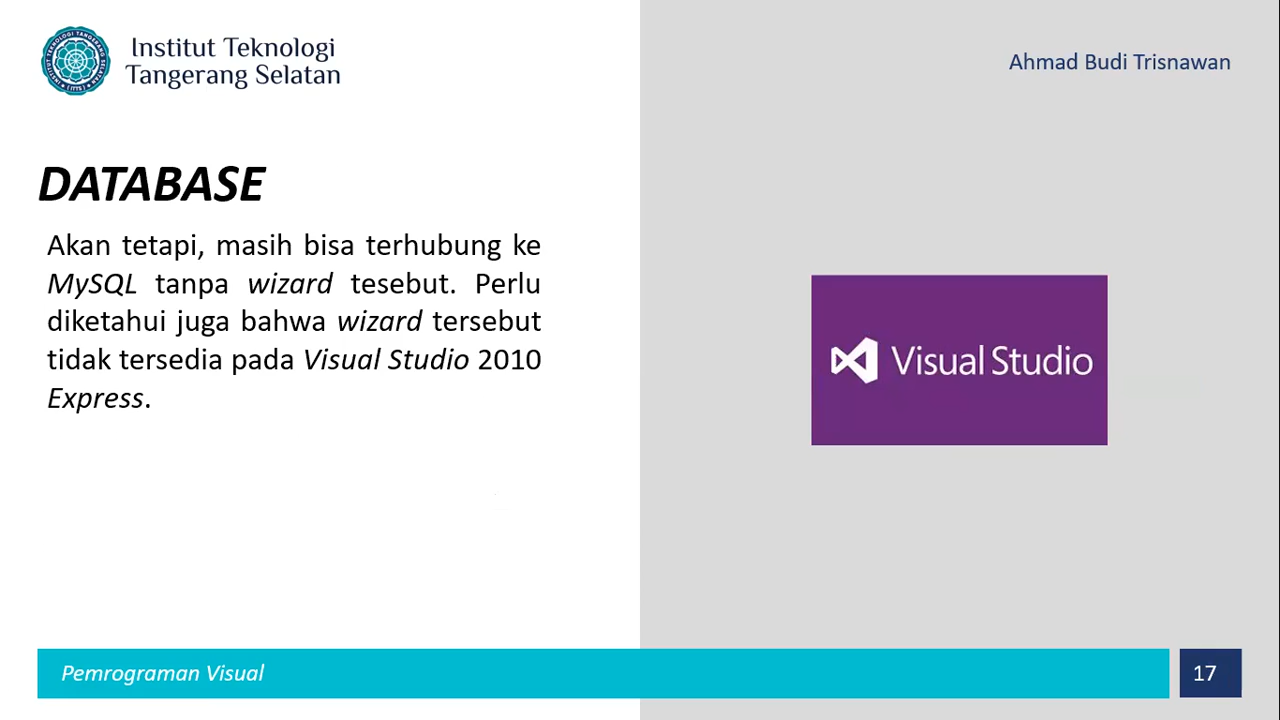 Institut Teknologi
Tangerang Selatan
Ahmad Budi Trisnawan
DATABASE
Akan tetapi, masih bisa terhubung ke
MySQL tanpa wizard tesebut. Perlu
diketahui juga bahwa wizard tersebut
tidak tersedia pada Visual Studio 2010
Express.
Visual Studio
Pemrograman Visual
17